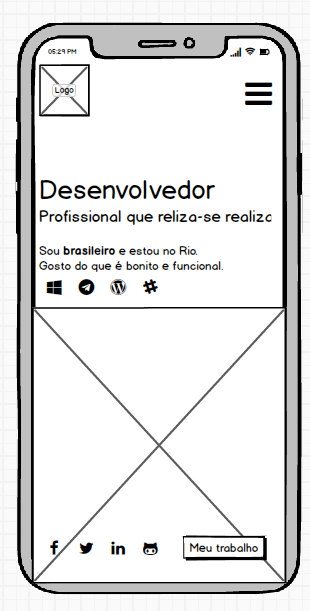 05:29 PM
Logo
Desenvolvedor
Profissional que reliza-se realiza
Sou brasileiro e estou no Rio.
Gosto do que é bonito e funcional.
Meu trabalho